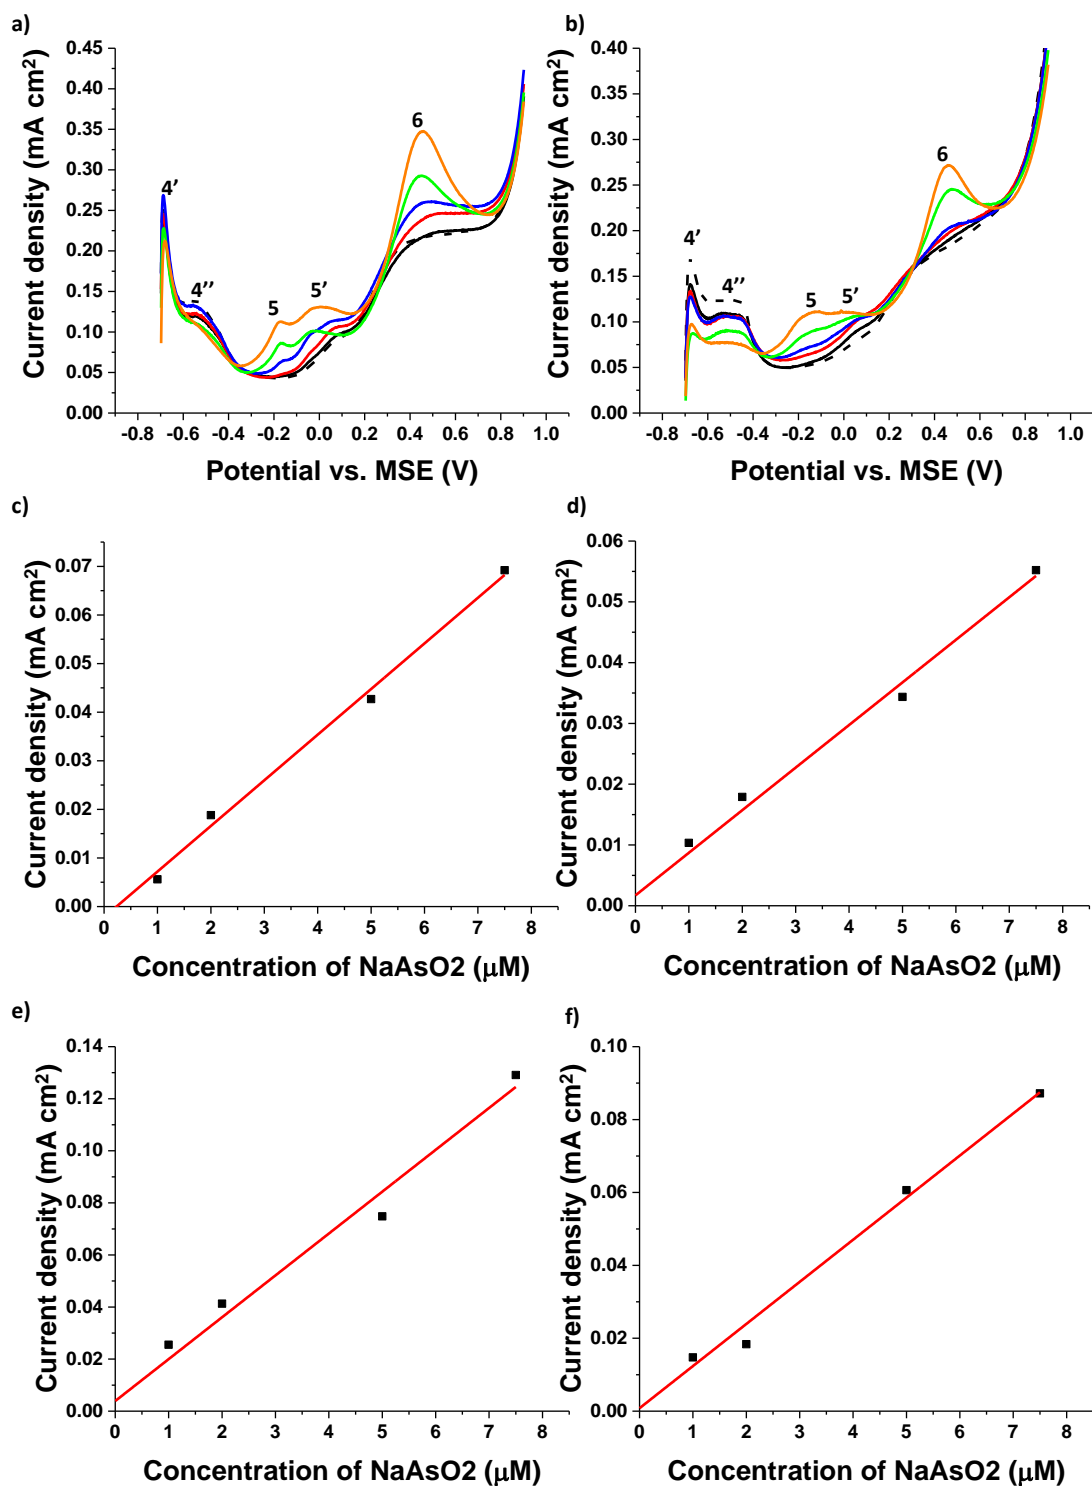 a)
b)
0.45
0.40
0.35
0.30
0.25
0.20
0.15
0.10
0.05
0.00
Current density (mA cm2)
4’
4’’
5
5’
6
-0.8 -0.6 -0.4 -0.2 0.0 0.2 0.4 0.6 0.8 1.0
Potential vs. MSE (V)
0.40
0.35
0.30
0.25
0.20
0.15
0.10
0.05
0.00
Current density (mA cm2)
4’
4’’
5
5’
6
-0.8 -0.6 -0.4 -0.2 0.0 0.2 0.4 0.6 0.8 1.0
Potential vs. MSE (V)
c)
d)
0.07
0.06
0.05
0.04
0.03
0.02
0.01
0.00
Current density (mA cm2)
0 1 2 3 4 5 6 7 8
Concentration of NaAsO2 (μM)
0.06
0.05
0.04
0.03
0.02
0.01
0.00
Current density (mA cm2)
0 1 2 3 4 5 6 7 8
Concentration of NaAsO2 (μM)
e)
f)
0.14
0.12
0.10
0.08
0.06
0.04
0.02
0.00
Current density (mA cm2)
0 1 2 3 4 5 6 7 8
Concentration of NaAsO2 (μM)
0.10
0.08
0.06
0.04
0.02
0.00
Current density (mA cm2)
0 1 2 3 4 5 6 7 8
Concentration of NaAsO2 (μM)